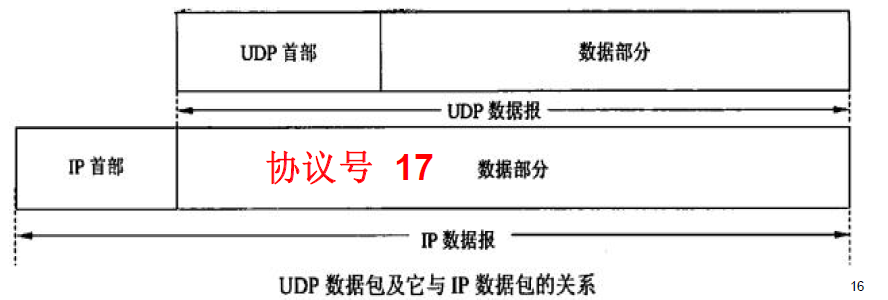 UDP 首部 数据部分
UDP 数据报
IP 首部 协议号 17 数据部分
IP 数据报
UDP 数据包及它与 IP 数据包的关系
16